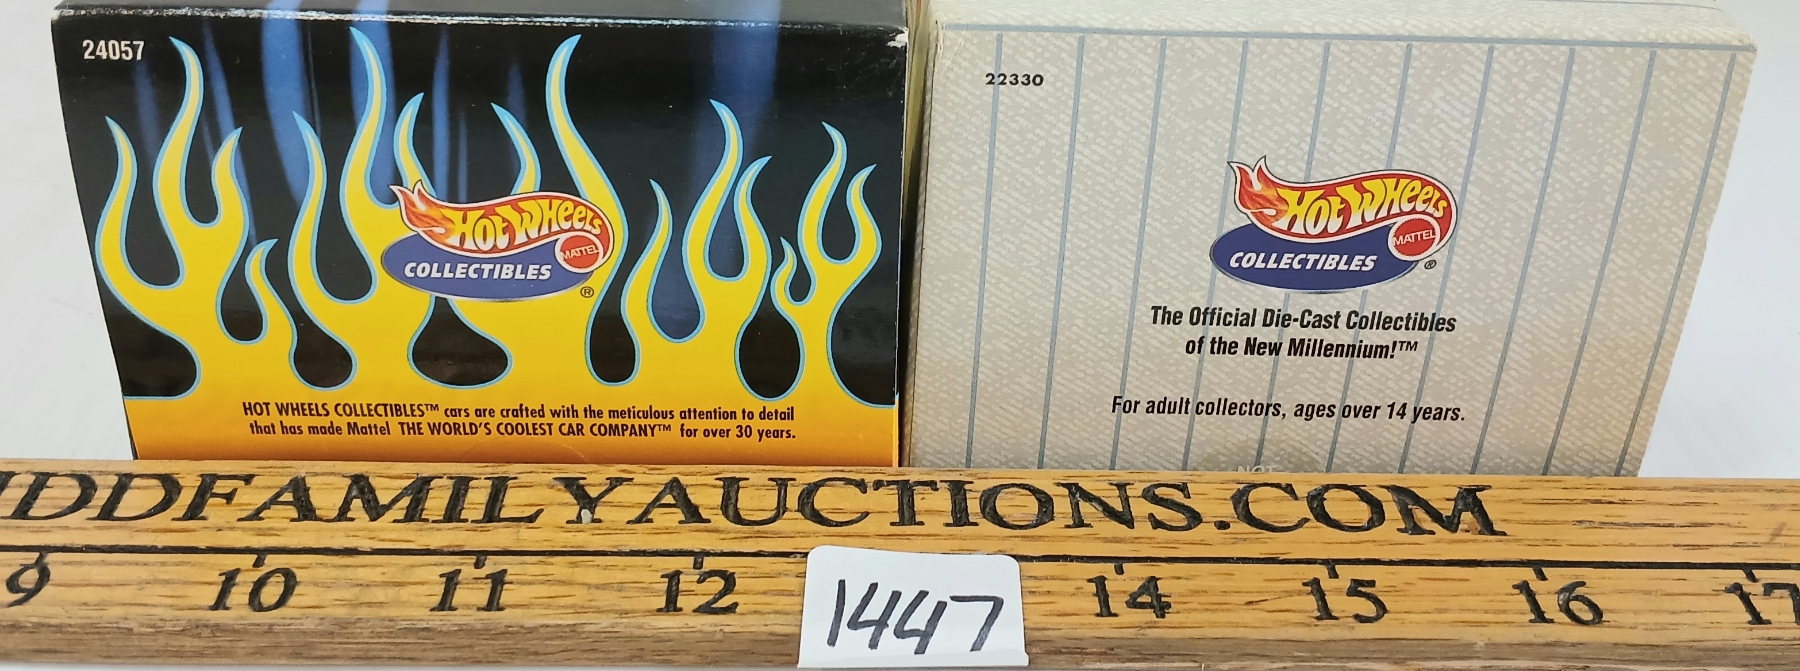 24057
HOT WHEELS
MATTEL
COLLECTIBLES
®
HOT WHEELS COLLECTIBLES™ cars are crafted with the meticulous attention to detail
that has made Mattel THE WORLD'S COOLEST CAR COMPANY™ for over 30 years.
22330
HOT WHEELS
MATTEL
COLLECTIBLES ®
The Official Die-Cast Collectibles
of the New Millennium!™
For adult collectors, ages over 14 years.
NOT
IDDFAMILYAUCTIONS.COM
9 10 11 12 14 15 16 17
1447